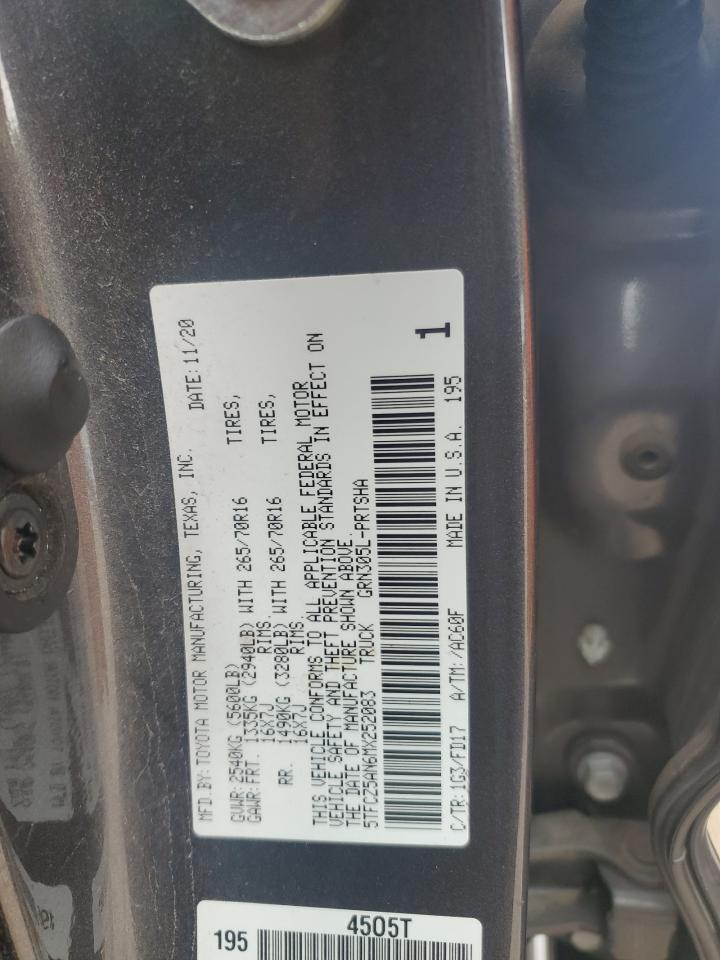 MFD.BY:TOYOTA MOTOR MANUFACTURING, TEXAS, INC. DATE:11/20
GVWR:2540KG (5600LB)
GAWR:FRT. 1335KG (2940LB) WITH 265/70R16 TIRES,
16X7J RIMS.
RR. 1490KG (3280LB) WITH 265/70R16 TIRES,
16X7J RIMS.
THIS VEHICLE CONFORMS TO ALL APPLICABLE FEDERAL MOTOR
VEHICLE SAFETY AND THEFT PREVENTION STANDARDS IN EFFECT ON
THE DATE OF MANUFACTURE SHOWN ABOVE.
5TFCZ5AN6MX252083 TRUCK GRN305L-PRTSHA
1
C/TR:1G3/FD17 A/TM:/AC60F MADE IN U.S.A. 195
195 4505T